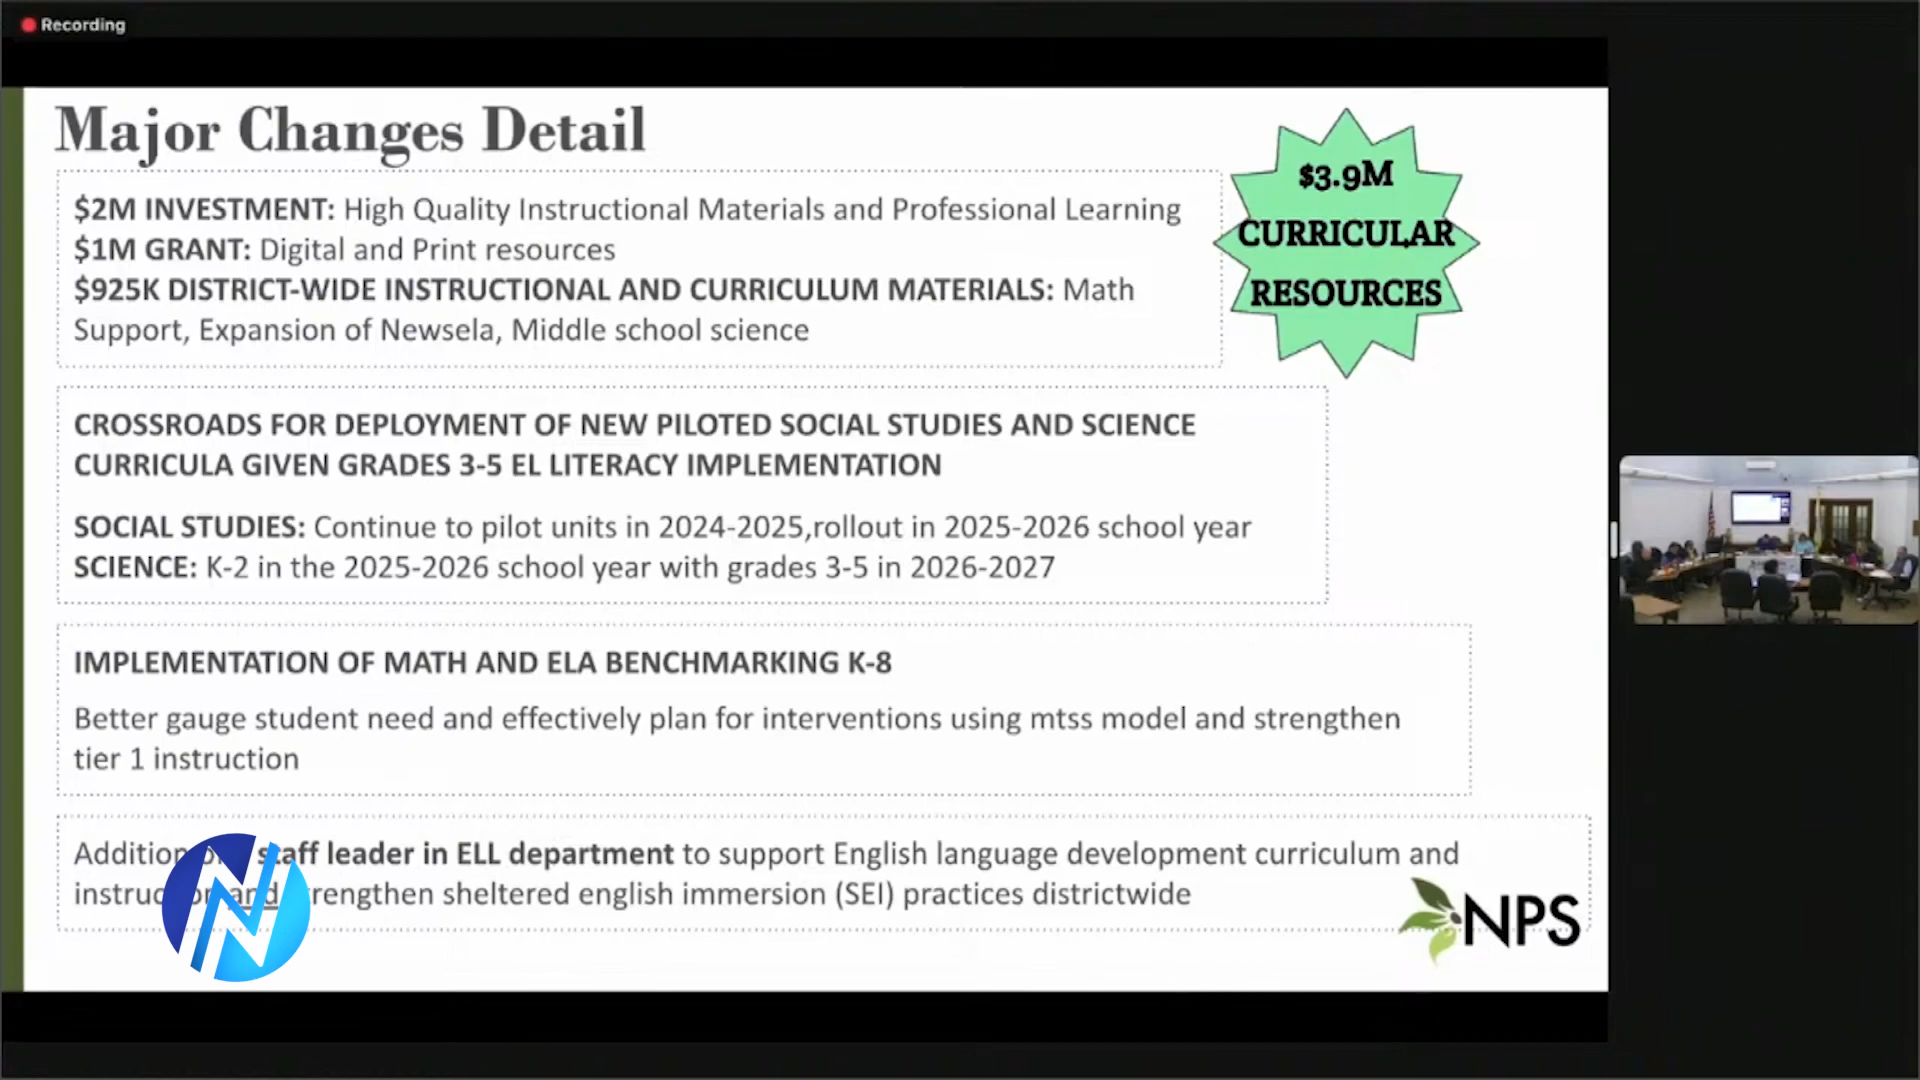 Recording
Major Changes Detail
$2M INVESTMENT: High Quality Instructional Materials and Professional Learning
$1M GRANT: Digital and Print resources
$925K DISTRICT-WIDE INSTRUCTIONAL AND CURRICULUM MATERIALS: Math
Support, Expansion of Newsela, Middle school science
$3.9M
CURRICULAR
RESOURCES
CROSSROADS FOR DEPLOYMENT OF NEW PILOTED SOCIAL STUDIES AND SCIENCE
CURRICULA GIVEN GRADES 3-5 EL LITERACY IMPLEMENTATION
SOCIAL STUDIES: Continue to pilot units in 2024-2025,rollout in 2025-2026 school year
SCIENCE: K-2 in the 2025-2026 school year with grades 3-5 in 2026-2027
IMPLEMENTATION OF MATH AND ELA BENCHMARKING K-8
Better gauge student need and effectively plan for interventions using mtss model and strengthen
tier 1 instruction
Addition staff leader in ELL department to support English language development curriculum and
instruction and strengthen sheltered english immersion (SEI) practices districtwide
NPS
N